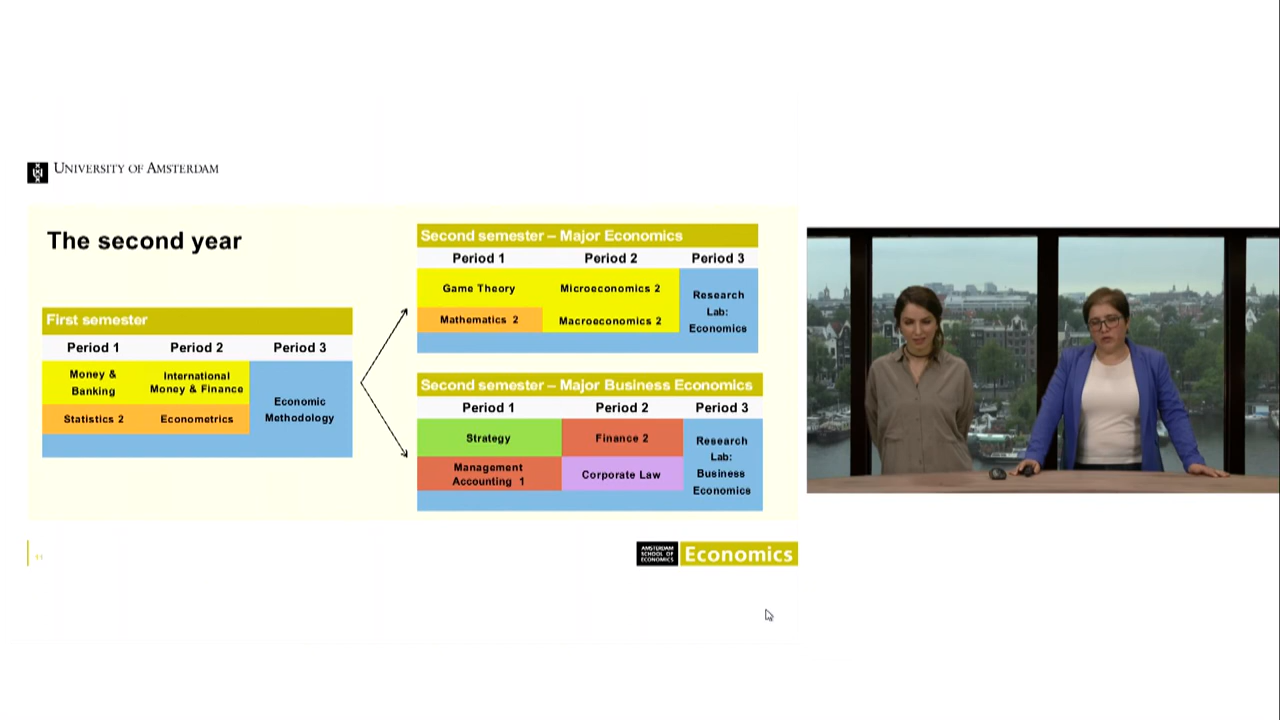 UNIVERSITY OF AMSTERDAM
The second year
First semester
Period 1 Period 2 Period 3
Money &
Banking
International
Money & Finance
Statistics 2
Econometrics
Economic
Methodology
Second semester – Major Economics
Period 1 Period 2 Period 3
Game Theory
Microeconomics 2
Mathematics 2
Macroeconomics 2
Research
Lab:
Economics
Second semester – Major Business Economics
Period 1 Period 2 Period 3
Strategy
Finance 2
Management
Accounting 1
Corporate Law
Research
Lab:
Business
Economics
AMSTERDAM
SCHOOL OF
ECONOMICS
Economics